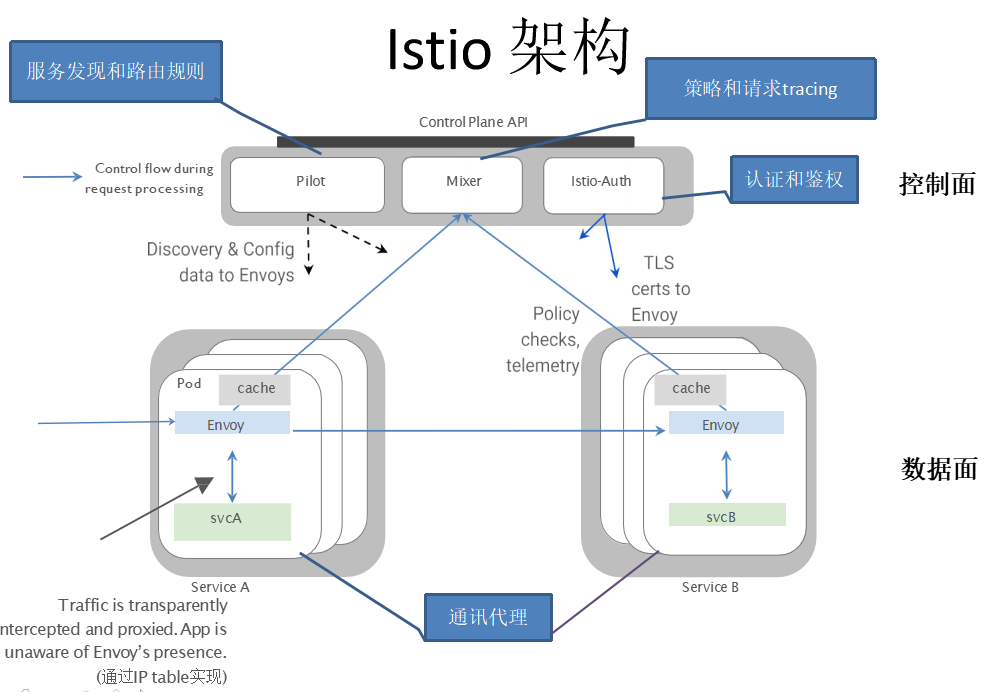 Istio 架构
服务发现和路由规则
策略和请求tracing
Control Plane API
Control flow during
request processing
Pilot
Mixer
Istio-Auth
认证和鉴权
控制面
Discovery & Config
data to Envoys
TLS
certs to
Envoy
Policy
checks,
telemetry
Pod
cache
Envoy
svcA
Service A
cache
Envoy
svcB
Service B
数据面
通讯代理
Traffic is transparently
ntercepted and proxied. App is
unaware of Envoy's presence.
(通过IP table实现)